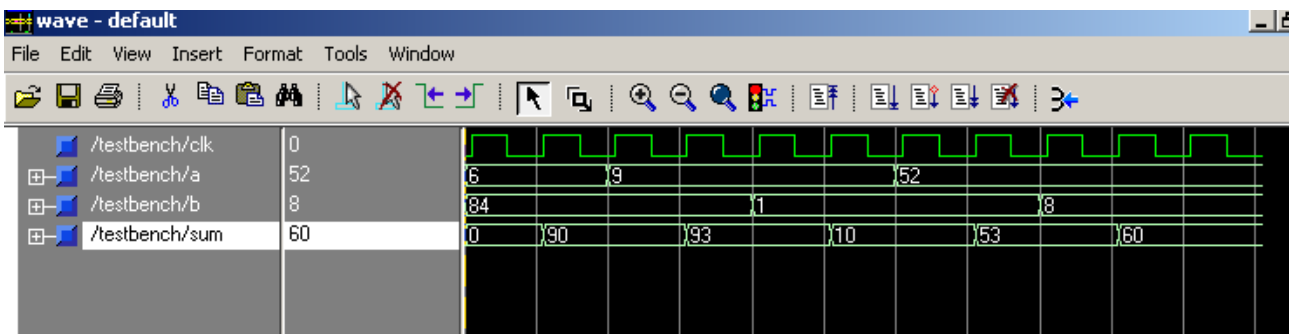 wave - default
File Edit View Insert Format Tools Window
/testbench/clk 0
/testbench/a 52 6 9 52
/testbench/b 8 84 1 8
/testbench/sum 60 0 90 93 10 53 60